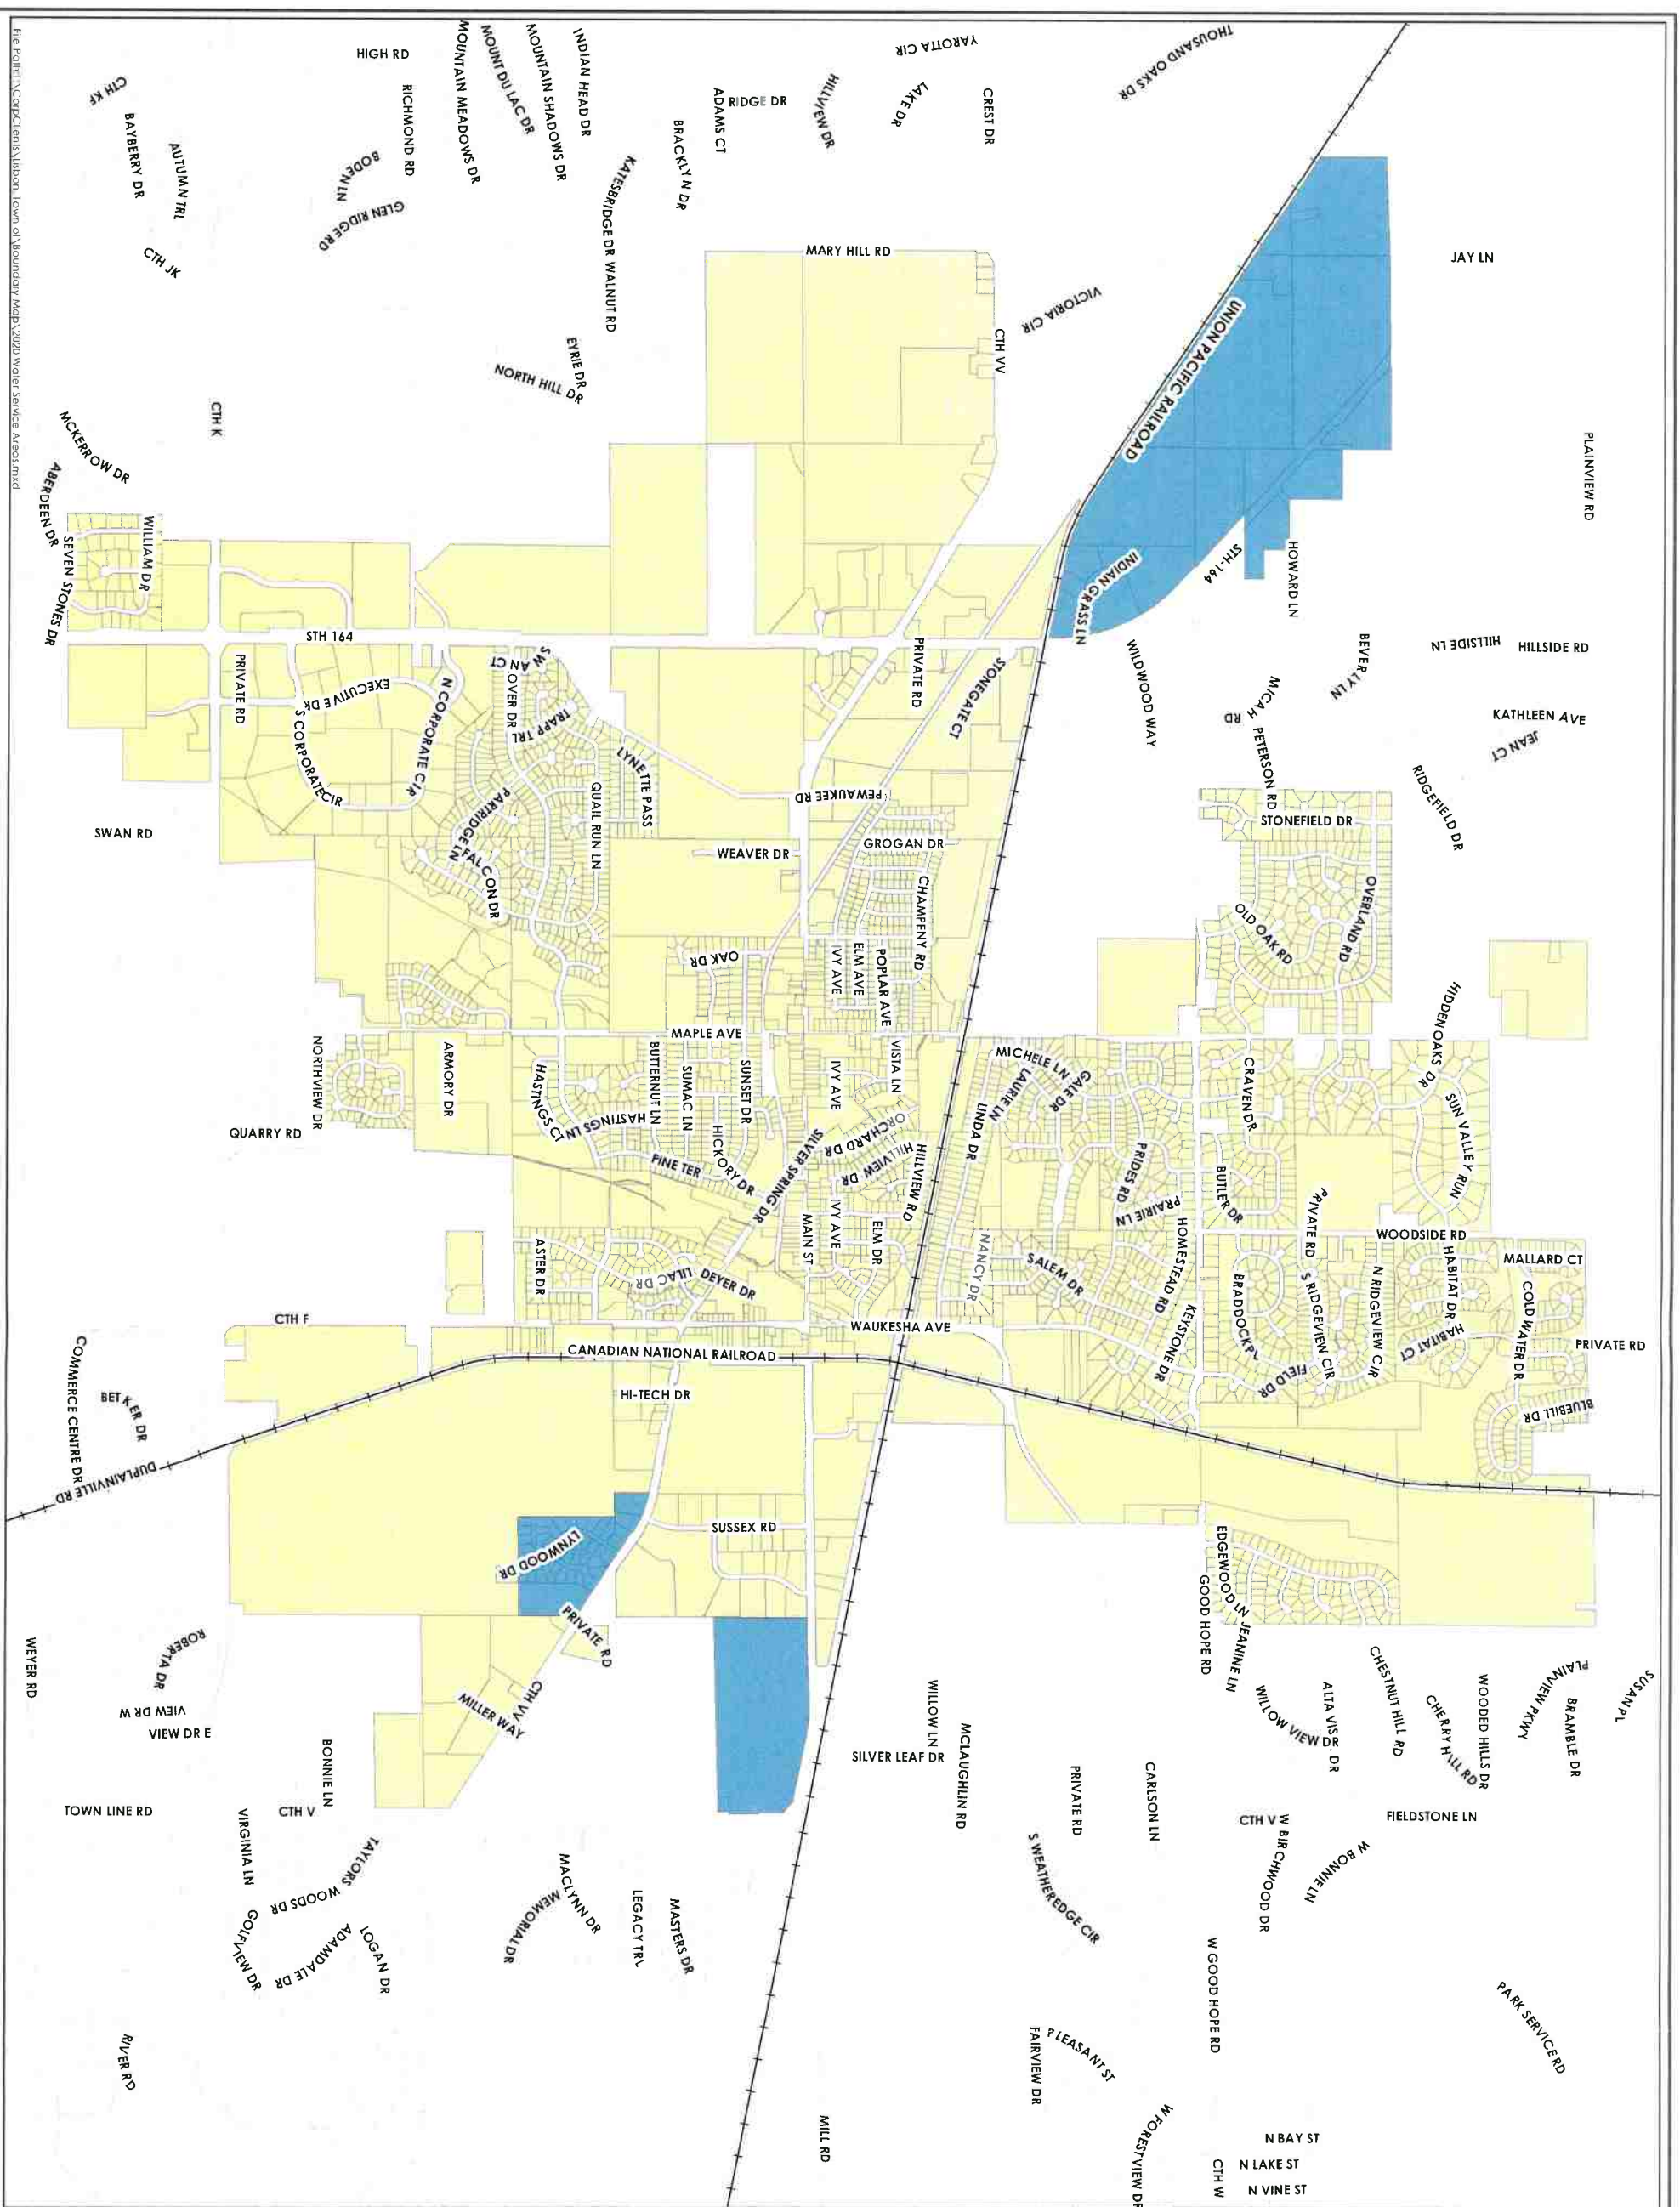 File Path: I:\CorpClients\Lisbon, Town of\Boundary Map\2020 Water Service Areas.mxd
HIGH RD
CTH KF
BAYBERRY DR
AUTUMN TRL
CTH JK
RICHMOND RD
BODEN LN
GLEN RIDGE RD
MOUNTAIN MEADOWS DR
MOUNT DU LAC DR
MOUNTAIN SHADOWS DR
INDIAN HEAD DR
KATESBRIDGE DR
WALNUT RD
BRACKLYN DR
ADAMS CT
RIDGE DR
HILLVIEW DR
LAKE DR
YAROTTA CIR
CREST DR
THOUSAND OAKS DR
MARY HILL RD
VICTORIA CIR
CTH VV
UNION PACIFIC RAILROAD
JAY LN
PLAINVIEW RD
EYRIE DR
NORTH HILL DR
CTH K
MCKERROW DR
ABERDEEN DR
SEVEN STONES DR
WILLIAM DR
STH 164
INDIAN GRASS LN
STH-164
HOWARD LN
WILDWOOD WAY
BEVERLY LN
HILLSIDE LN
HILLSIDE RD
MICAH RD
PETERSON RD
KATHLEEN AVE
JEAN CT
RIDGEFIELD DR
PRIVATE RD
EXECUTIVE DR
S CORPORATE CIR
N CORPORATE CIR
SWAN CT
PLOVER DR
TRAPP TRL
LYNETTE PASS
QUAIL RUN LN
PARTRIDGE LN
FALCON DR
PRIVATE RD
STONEGATE CT
PEWAUKEE RD
SWAN RD
WEAVER DR
GROGAN DR
CHAMPENY RD
STONEFIELD DR
OVERLAND RD
OLD OAK RD
OAK DR
IVY AVE
ELM AVE
POPLAR AVE
MAPLE AVE
HIDDEN OAKS DR
NORTHVIEW DR
ARMORY DR
QUARRY RD
HASTINGS CT
HASTINGS LN
BUTTERNUT LN
SUMAC LN
SUNSET DR
HICKORY DR
PINE TER
SILVER SPRING DR
IVY AVE
VISTA LN
ORCHARD DR
HILLVIEW DR
HILLVIEW RD
MICHELE LN
LAURIE LN
GALE DR
LINDA DR
CRAVEN DR
SUN VALLEY RUN
PRIDES RD
PRAIRIE LN
BUTLER DR
PRIVATE RD
WOODSIDE RD
MALLARD CT
ASTER DR
LILAC DR
DEYER DR
MAIN ST
IVY AVE
ELM DR
NANCY DR
SALEM DR
HOMESTEAD RD
KEYSTONE DR
BRADDOCK PL
S RIDGEVIEW CIR
N RIDGEVIEW CIR
FIELD DR
HABITAT DR
HABITAT CT
COLDWATER DR
PRIVATE RD
BLUEBILL DR
CTH F
WAUKESHA AVE
CANADIAN NATIONAL RAILROAD
HI-TECH DR
COMMERCE CENTRE DR
BETKER DR
DUPLAINVILLE RD
LYNWOOD DR
SUSSEX RD
PRIVATE RD
CTH VV
MILLER WAY
EDGEWOOD LN
GOOD HOPE RD
JEANINE LN
WEYER RD
ROBERTA DR
VIEW DR W
VIEW DR E
BONNIE LN
TOWN LINE RD
CTH V
VIRGINIA LN
TAYLORS WOODS DR
GOLFVIEW DR
ADAMDALE DR
LOGAN DR
MEMORIAL DR
MACLYNN DR
LEGACY TRL
MASTERS DR
RIVER RD
WILLOW LN
SILVER LEAF DR
MCLAUGHLIN RD
PRIVATE RD
CARLSON LN
WILLOW VIEW DR
CHESTNUT HILL RD
CHERRY HILL RD
WOODED HILLS DR
PLAINVIEW PKWY
BRAMBLE DR
SUSAN PL
CTH V
W BIRCHWOOD DR
W BONNIE LN
FIELDSTONE LN
S WEATHEREDGE CIR
W GOOD HOPE RD
PARK SERVICE RD
FAIRVIEW DR
PLEASANT ST
MILL RD
W FORESTVIEW DR
CTH W
N BAY ST
N LAKE ST
N VINE ST